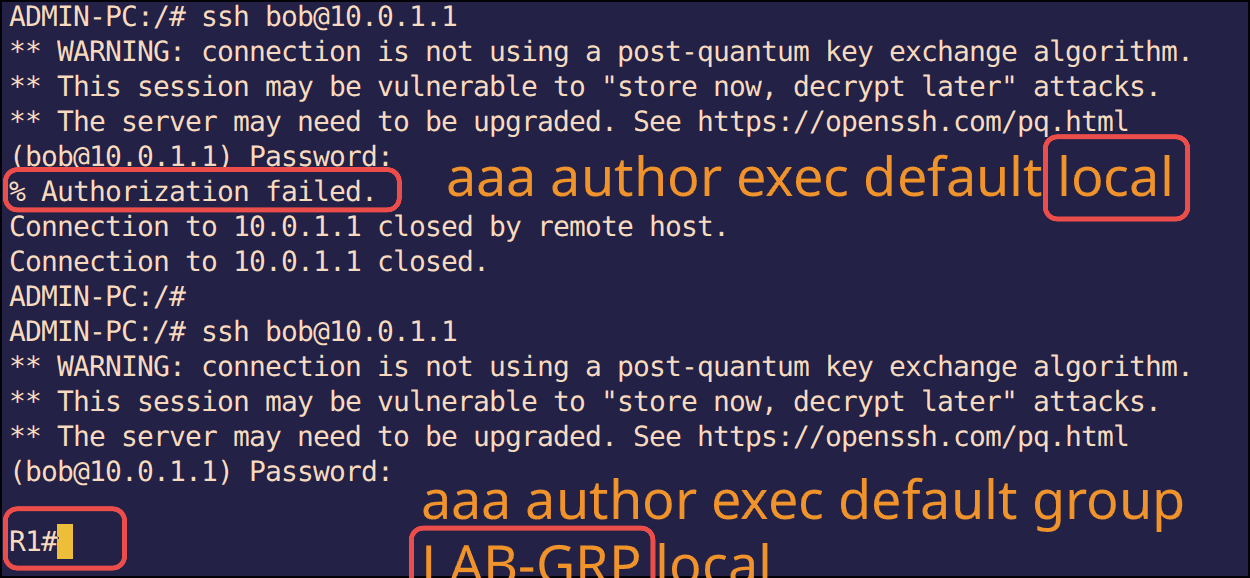 ADMIN-PC:/# ssh bob@10.0.1.1
** WARNING: connection is not using a post-quantum key exchange algorithm.
** This session may be vulnerable to "store now, decrypt later" attacks.
** The server may need to be upgraded. See https://openssh.com/pq.html
(bob@10.0.1.1) Password:
% Authorization failed.
aaa author exec default local
Connection to 10.0.1.1 closed by remote host.
Connection to 10.0.1.1 closed.
ADMIN-PC:/#
ADMIN-PC:/# ssh bob@10.0.1.1
** WARNING: connection is not using a post-quantum key exchange algorithm.
** This session may be vulnerable to "store now, decrypt later" attacks.
** The server may need to be upgraded. See https://openssh.com/pq.html
(bob@10.0.1.1) Password:
aaa author exec default group
R1#
LAB-GRP local